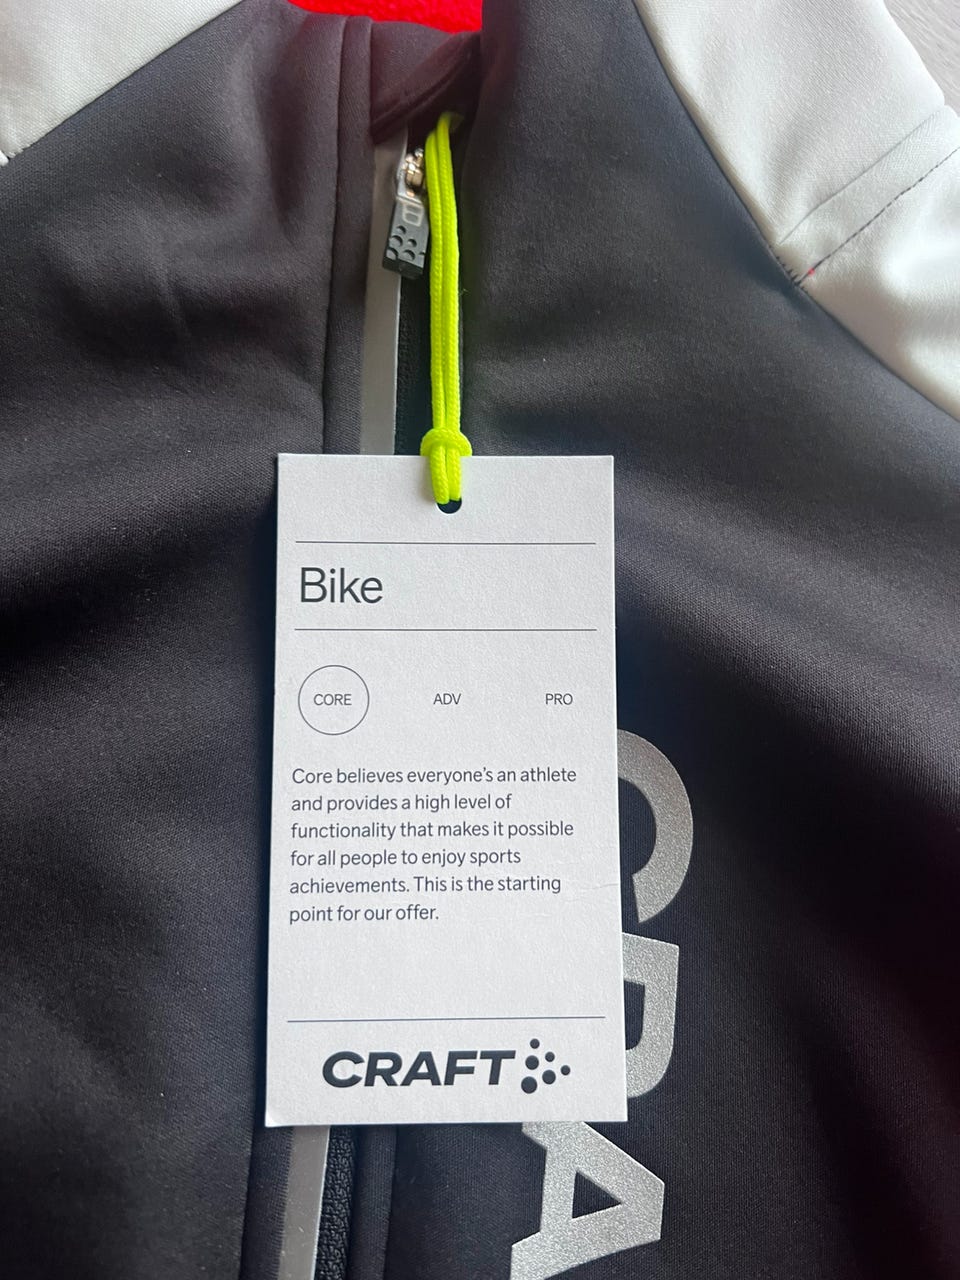 Bike
CORE ADV PRO
Core believes everyone's an athlete
and provides a high level of
functionality that makes it possible
for all people to enjoy sports
achievements. This is the starting
point for our offer.
CRAFT
CRA